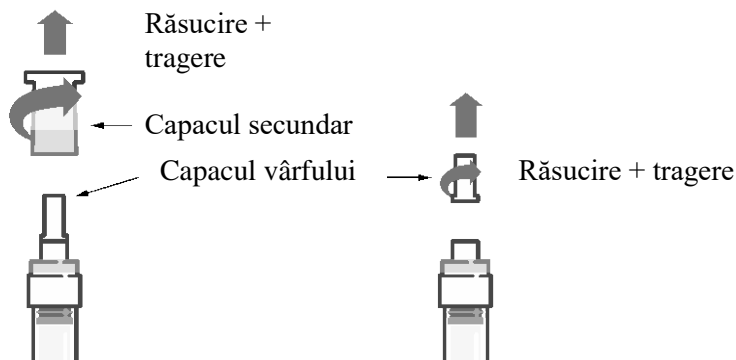 Răsucire +
tragere
Capacul secundar
Capacul vârfului
Răsucire + tragere